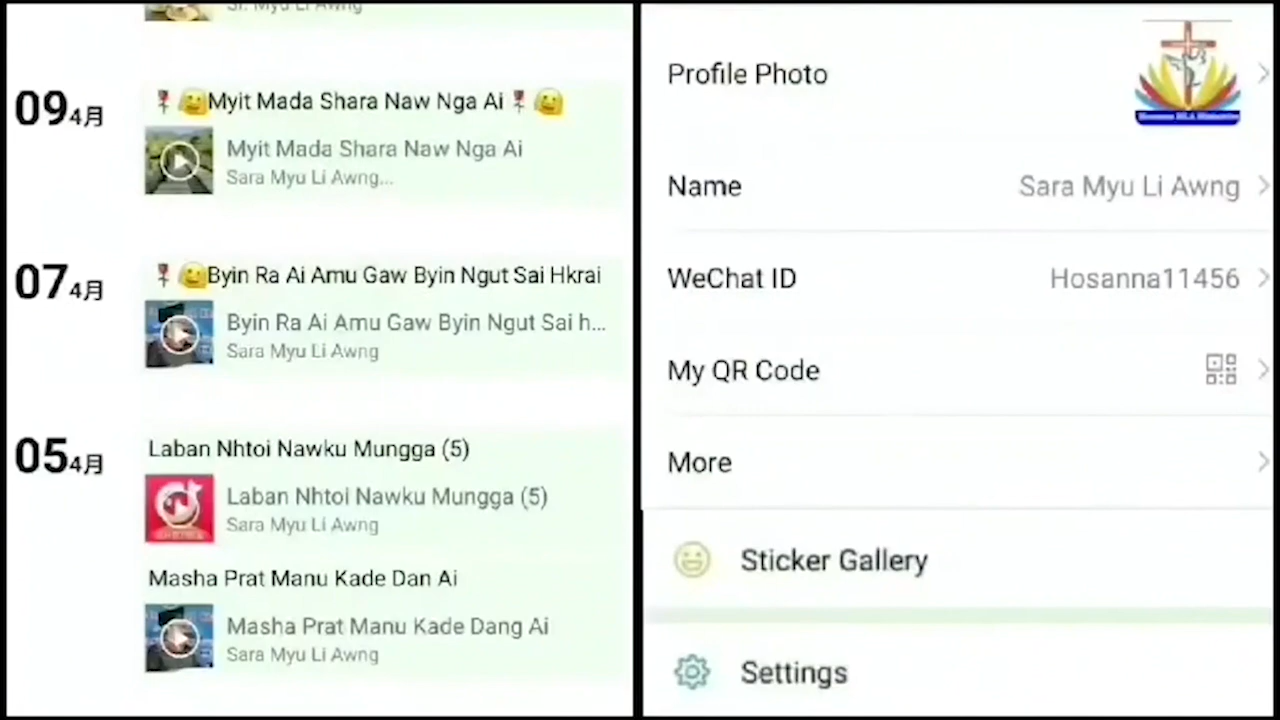 Sr. Myu Li Awng
09 4月
Myit Mada Shara Naw Nga Ai
Myit Mada Shara Naw Nga Ai
Sara Myu Li Awng...
07 4月
Byin Ra Ai Amu Gaw Byin Ngut Sai Hkrai
Byin Ra Ai Amu Gaw Byin Ngut Sai h...
Sara Myu Li Awng
05 4月
Laban Nhtoi Nawku Mungga (5)
Laban Nhtoi Nawku Mungga (5)
Sara Myu Li Awng
Masha Prat Manu Kade Dan Ai
Masha Prat Manu Kade Dang Ai
Sara Myu Li Awng
Profile Photo
Name Sara Myu Li Awng
WeChat ID Hosanna11456
My QR Code
More
Sticker Gallery
Settings